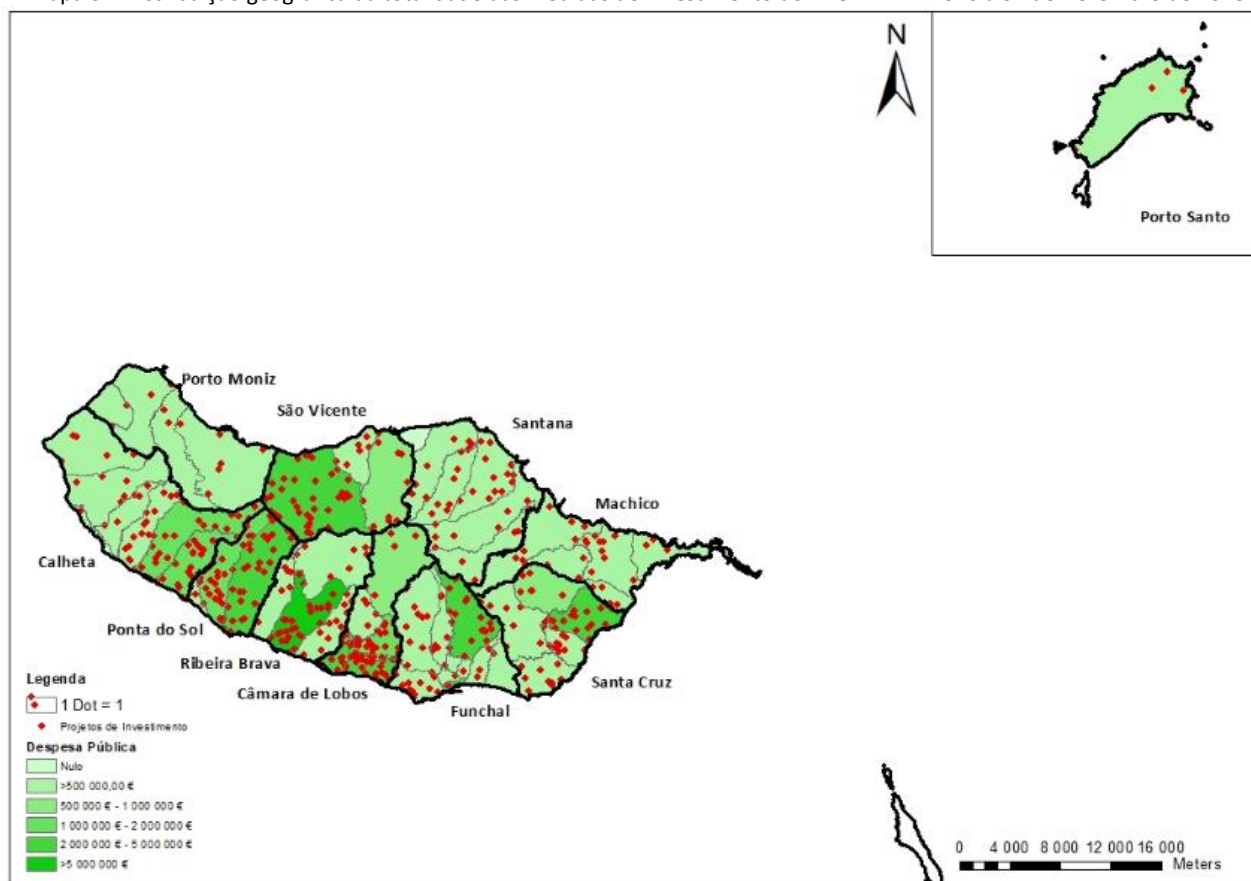 N
Porto Santo
Porto Moniz
São Vicente
Santana
Machico
Calheta
Ponta do Sol
Ribeira Brava
Câmara de Lobos
Funchal
Santa Cruz
Legenda
1 Dot = 1
Projetos de Investimento
Despesa Pública
Nulo
>500 000,00 €
500 000 € - 1 000 000 €
1 000 000 € - 2 000 000 €
2 000 000 € - 5 000 000 €
>5 000 000 €
0 4 000 8 000 12 000 16 000
Meters